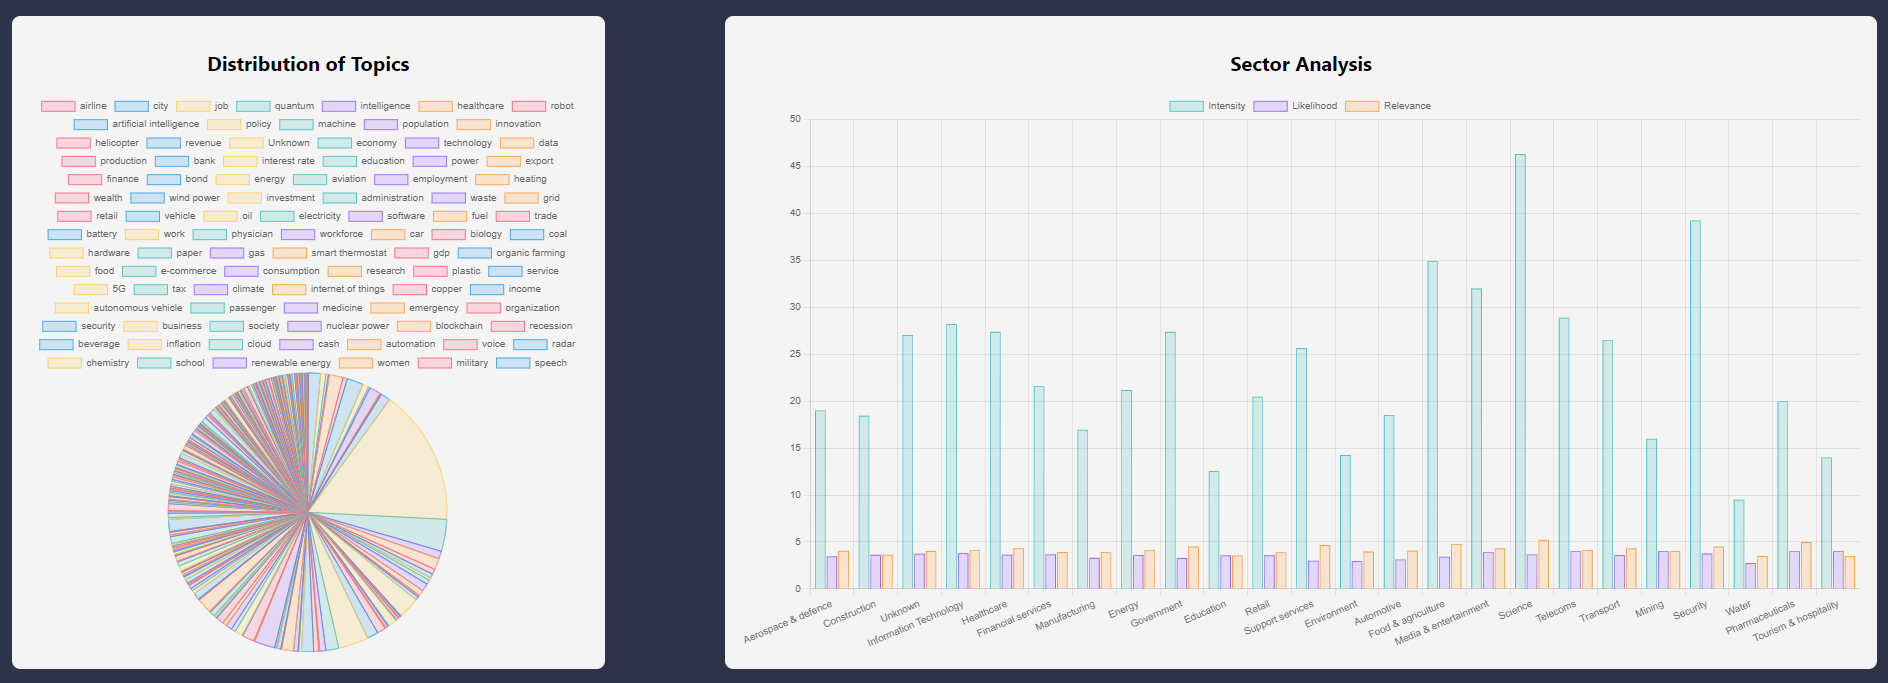 Distribution of Topics
airline city job quantum intelligence healthcare robot
artificial intelligence policy machine population innovation
helicopter revenue Unknown economy technology data
production bank interest rate education power export
finance bond energy aviation employment heating
wealth wind power investment administration waste grid
retail vehicle oil electricity software fuel trade
battery work physician workforce car biology coal
hardware paper gas smart thermostat gdp organic farming
food e-commerce consumption research plastic service
5G tax climate internet of things copper income
autonomous vehicle passenger medicine emergency organization
security business society nuclear power blockchain recession
beverage inflation cloud cash automation voice radar
chemistry school renewable energy women military speech
Sector Analysis
Intensity Likelihood Relevance
50
45
40
35
30
25
20
15
10
5
0
Aerospace & defence
Construction
Unknown
Information Technology
Healthcare
Financial services
Manufacturing
Energy
Government
Education
Retail
Support services
Environment
Automotive
Food & agriculture
Media & entertainment
Science
Telecoms
Transport
Mining
Security
Water
Pharmaceuticals
Tourism & hospitality